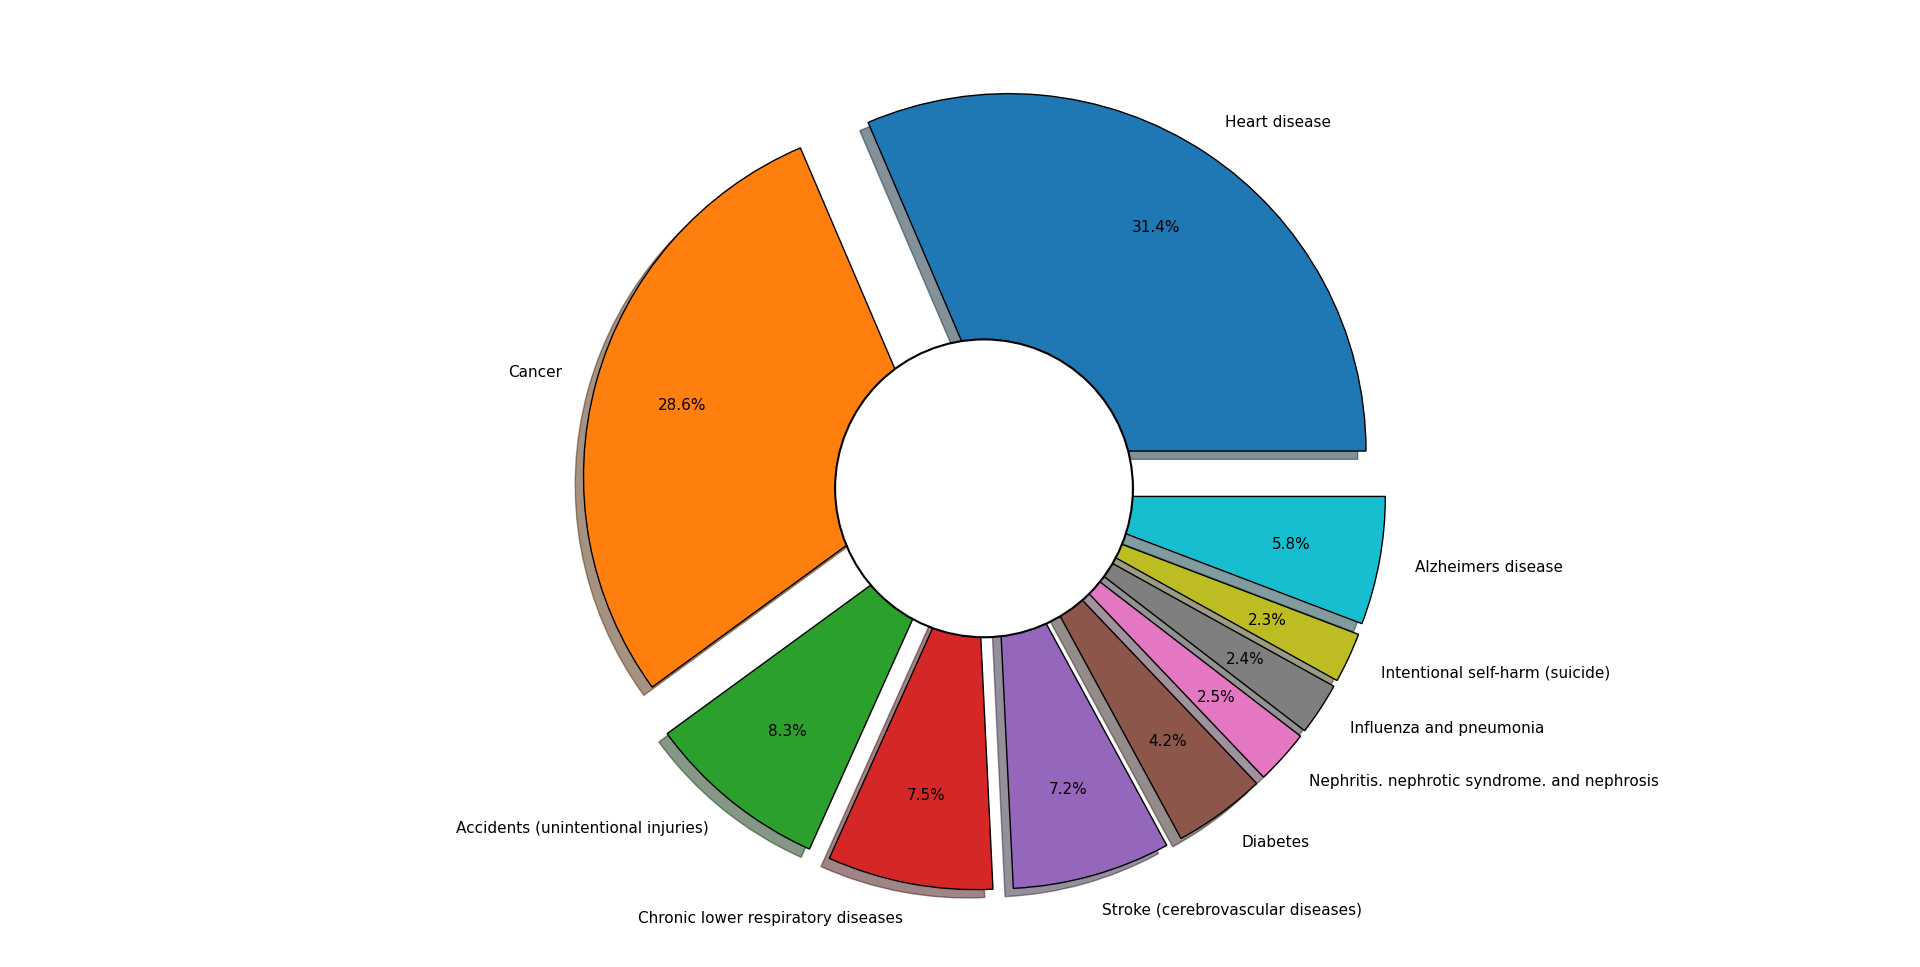 Heart disease
31.4%
Cancer
28.6%
Accidents (unintentional injuries)
8.3%
Chronic lower respiratory diseases
7.5%
Stroke (cerebrovascular diseases)
7.2%
Diabetes
4.2%
Nephritis. nephrotic syndrome. and nephrosis
2.5%
Influenza and pneumonia
2.4%
Intentional self-harm (suicide)
2.3%
Alzheimers disease
5.8%